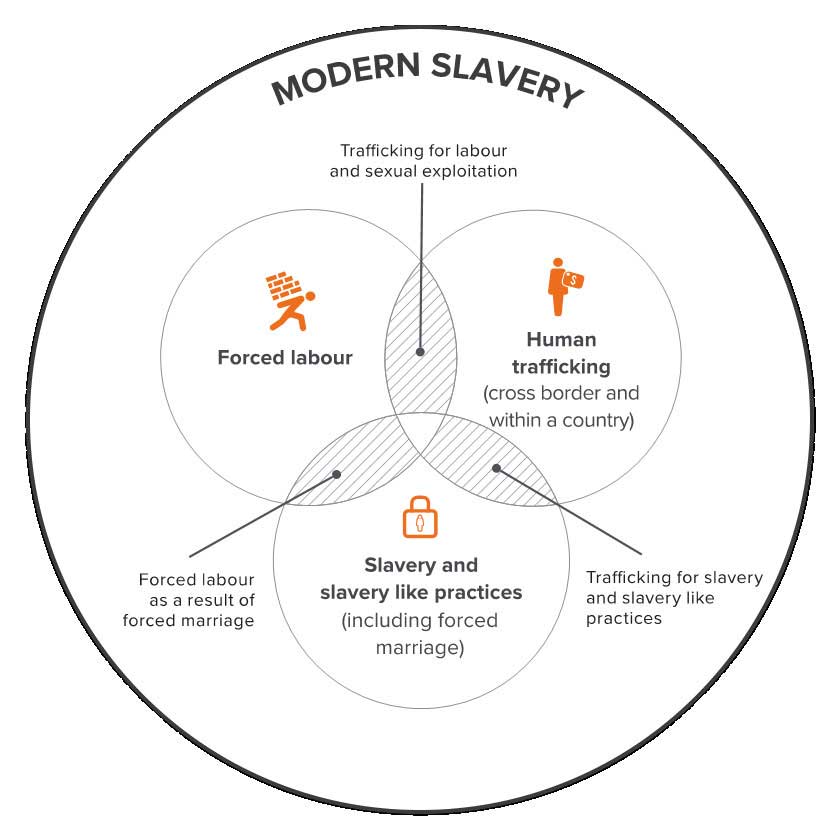 MODERN SLAVERY
Trafficking for labour
and sexual exploitation
$
Forced labour
Human
trafficking
(cross border and
within a country)
Slavery and
slavery like practices
(including forced
marriage)
Forced labour
as a result of
forced marriage
Trafficking for slavery
and slavery like
practices